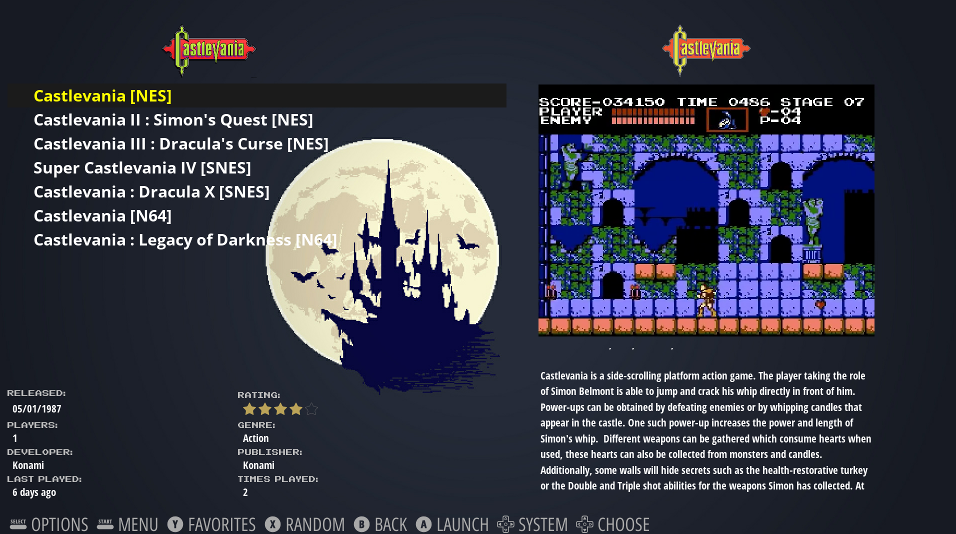 Castlevania
Castlevania
Castlevania [NES]
Castlevania II : Simon's Quest [NES]
Castlevania III : Dracula's Curse [NES]
Super Castlevania IV [SNES]
Castlevania : Dracula X [SNES]
Castlevania [N64]
Castlevania : Legacy of Darkness [N64]
SCORE-034150 TIME 0486 STAGE 07
PLAYER -04
ENEMY P-04
RELEASED:
05/01/1987
PLAYERS:
1
DEVELOPER:
Konami
LAST PLAYED:
6 days ago
RATING:
GENRE:
Action
PUBLISHER:
Konami
TIMES PLAYED:
2
Castlevania is a side-scrolling platform action game. The player taking the role
of Simon Belmont is able to jump and crack his whip directly in front of him.
Power-ups can be obtained by defeating enemies or by whipping candles that
appear in the castle. One such power-up increases the power and length of
Simon's whip. Different weapons can be gathered which consume hearts when
used, these hearts can also be collected from monsters and candles.
Additionally, some walls will hide secrets such as the health-restorative turkey
or the Double and Triple shot abilities for the weapons Simon has collected. At
SELECT OPTIONS START MENU Y FAVORITES X RANDOM B BACK A LAUNCH SYSTEM CHOOSE